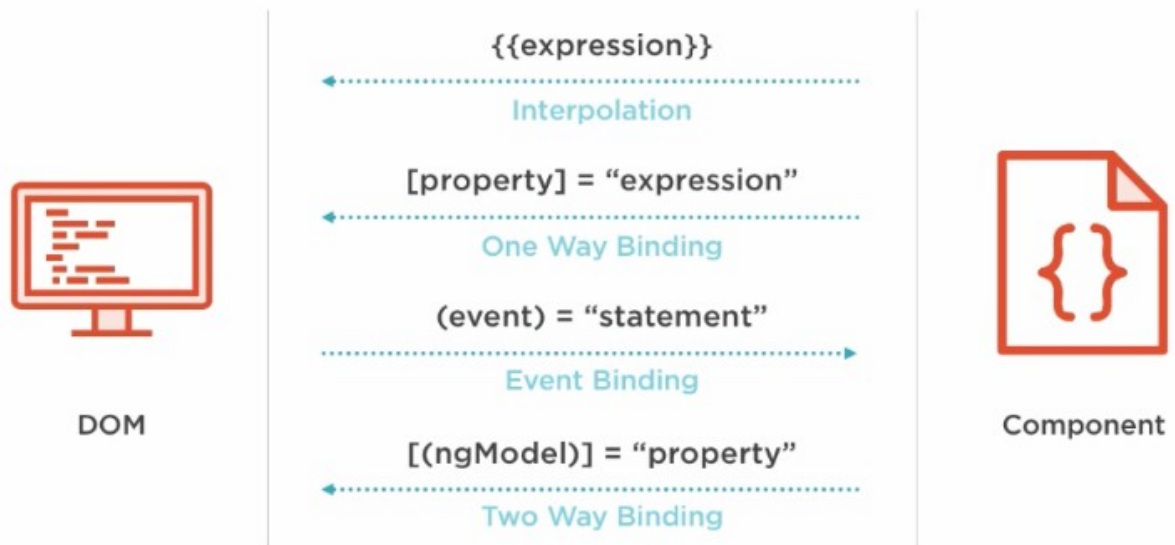 {{expression}}
Interpolation
[property] = “expression”
One Way Binding
(event) = “statement”
Event Binding
DOM
Component
[(ngModel)] = “property”
Two Way Binding